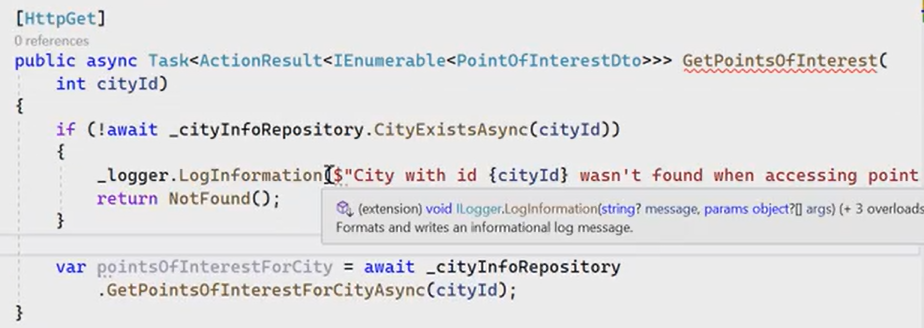 [HttpGet]
0 references
public async Task<ActionResult<IEnumerable<PointOfInterestDto>>> GetPointsOfInterest(
int cityId)
{
if (!await _cityInfoRepository.CityExistsAsync(cityId))
{
_logger.LogInformation($"City with id {cityId} wasn't found when accessing point
return NotFound();
(extension) void ILogger.LogInformation(string? message, params object?[] args) (+ 3 overloads
Formats and writes an informational log message.
}
var pointsOfInterestForCity = await _cityInfoRepository
.GetPointsOfInterestForCityAsync(cityId);
}